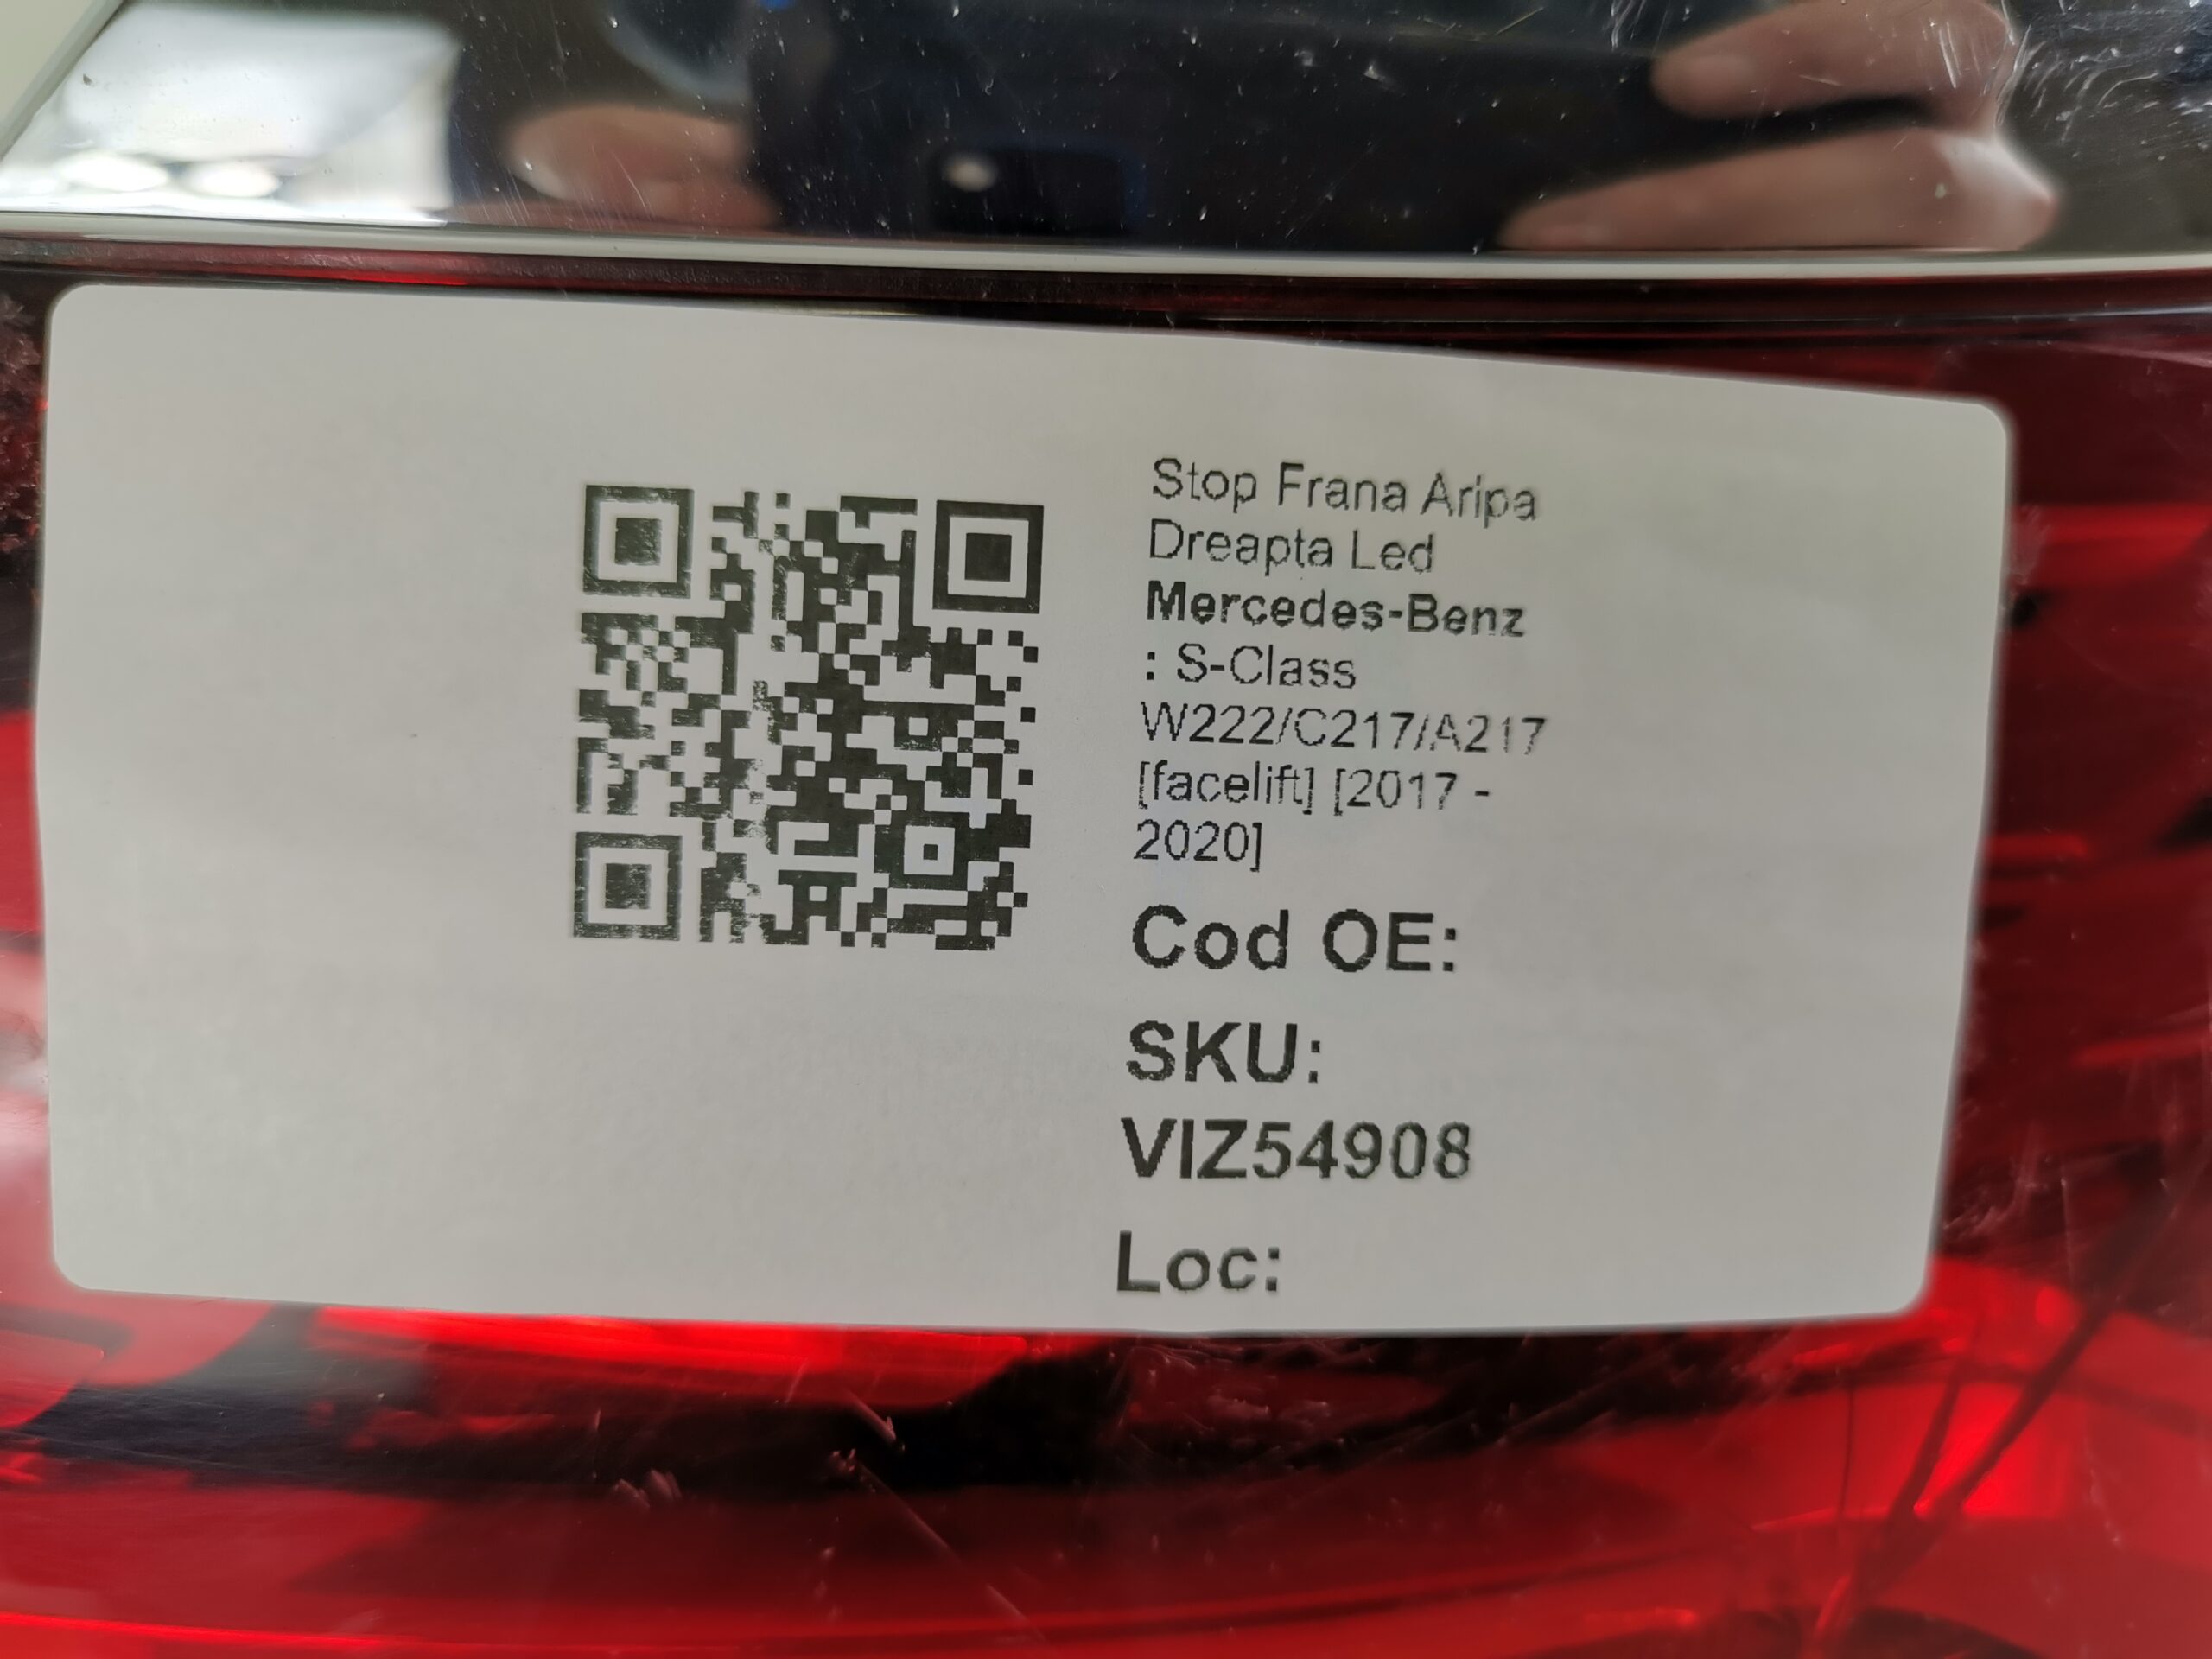 Stop Frana Aripa
Dreapta Led
Mercedes-Benz
: S-Class
W222/C217/A217
[facelift] [2017 -
2020]
Cod OE:
SKU:
VIZ54908
Loc: